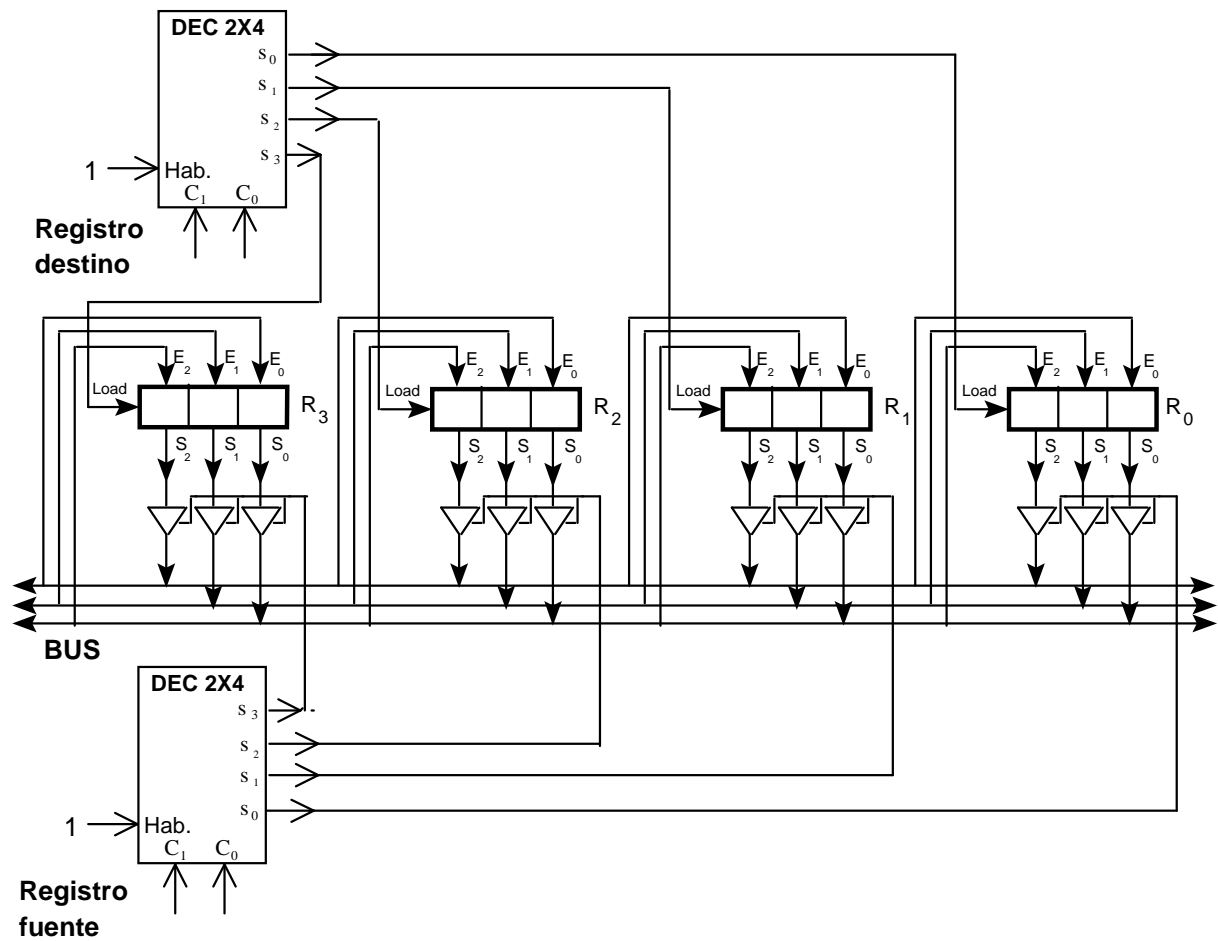 DEC 2X4
S0
S1
S2
S3
1
Hab.
C1 C0
Registro
destino
E2 E1 E0
E2 E1 E0
E2 E1 E0
E2 E1 E0
Load
Load
Load
Load
R3
R2
R1
R0
S2 S1 S0
S2 S1 S0
S2 S1 S0
S2 S1 S0
BUS
DEC 2X4
S3
S2
S1
S0
1
Hab.
C1 C0
Registro
fuente